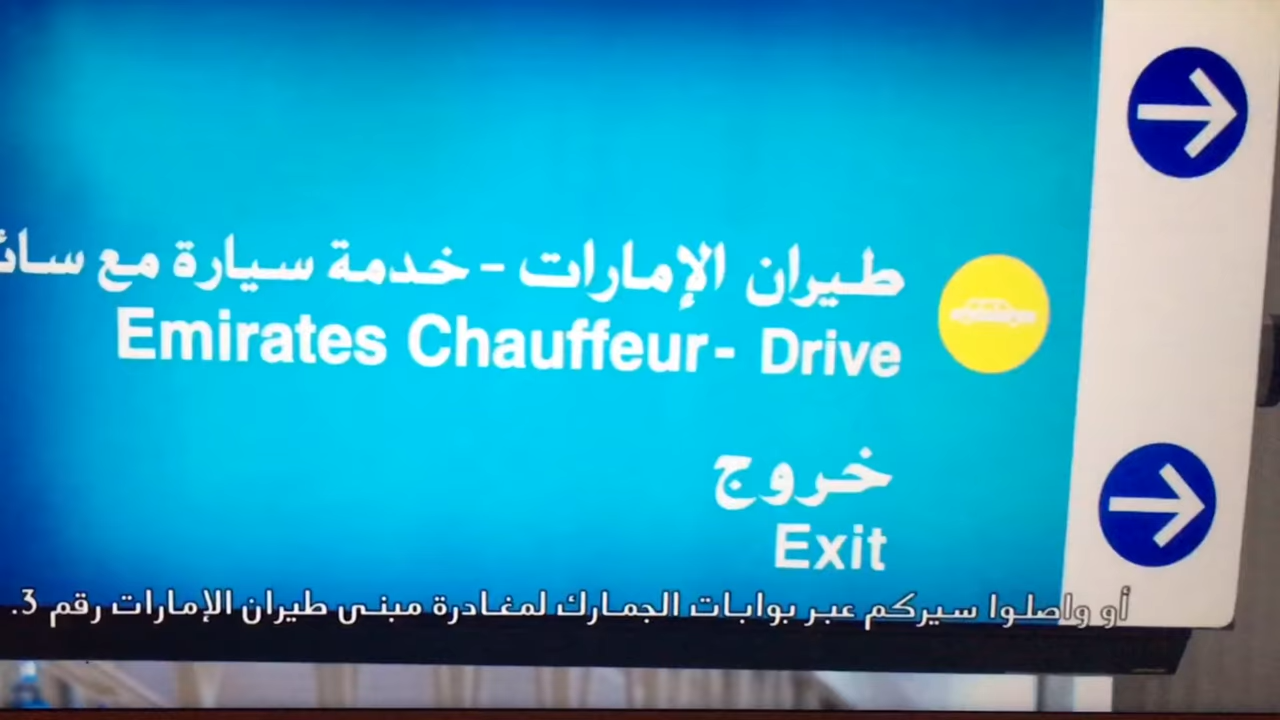 طيران الإمارات - خدمة سيارة مع
Emirates Chauffeur- Drive
خروج
Exit
أو واصلوا سيركم عبر بوابات الجمارك لمغادرة مبنى طيران الإمارات رقم 3.